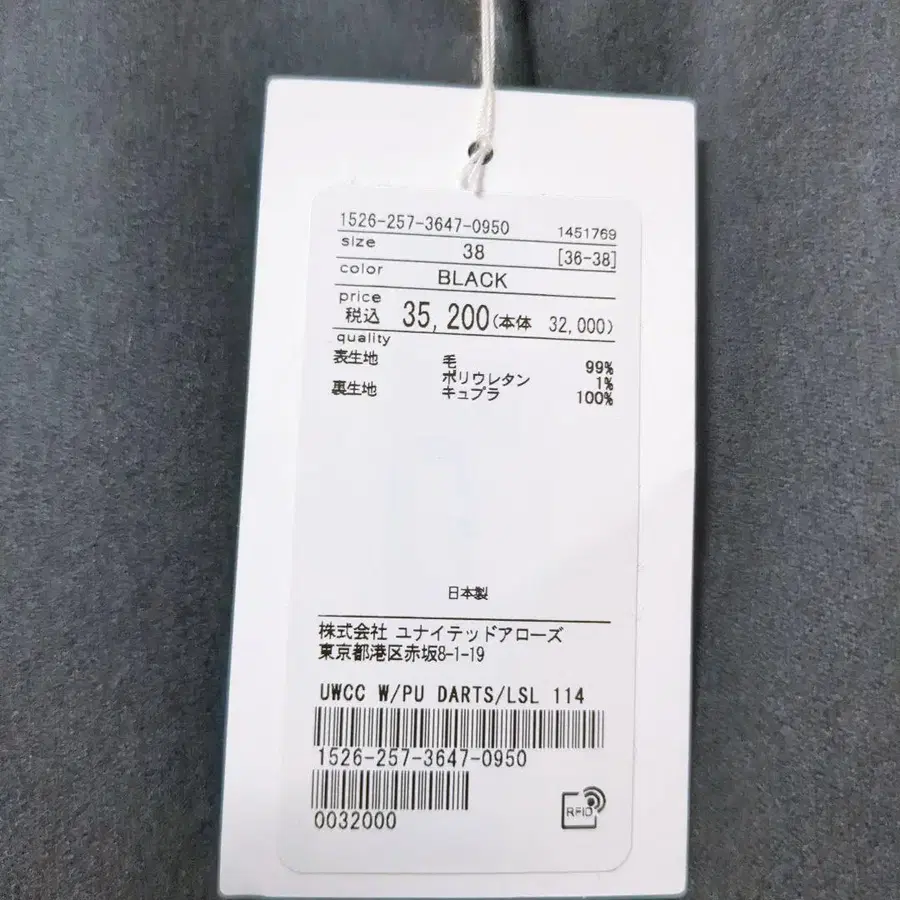 1526-257-3647-0950 1451769
size 38 [36-38]
color BLACK
price
税込 35,200(本体 32,000)
quality
表生地 毛 99%
ポリウレタン 1%
裏生地 キュプラ 100%
日本製
株式会社 ユナイテッドアローズ
東京都港区赤坂8-1-19
UWCC W/PU DARTS/LSL 114
1526-257-3647-0950
0032000
RFID